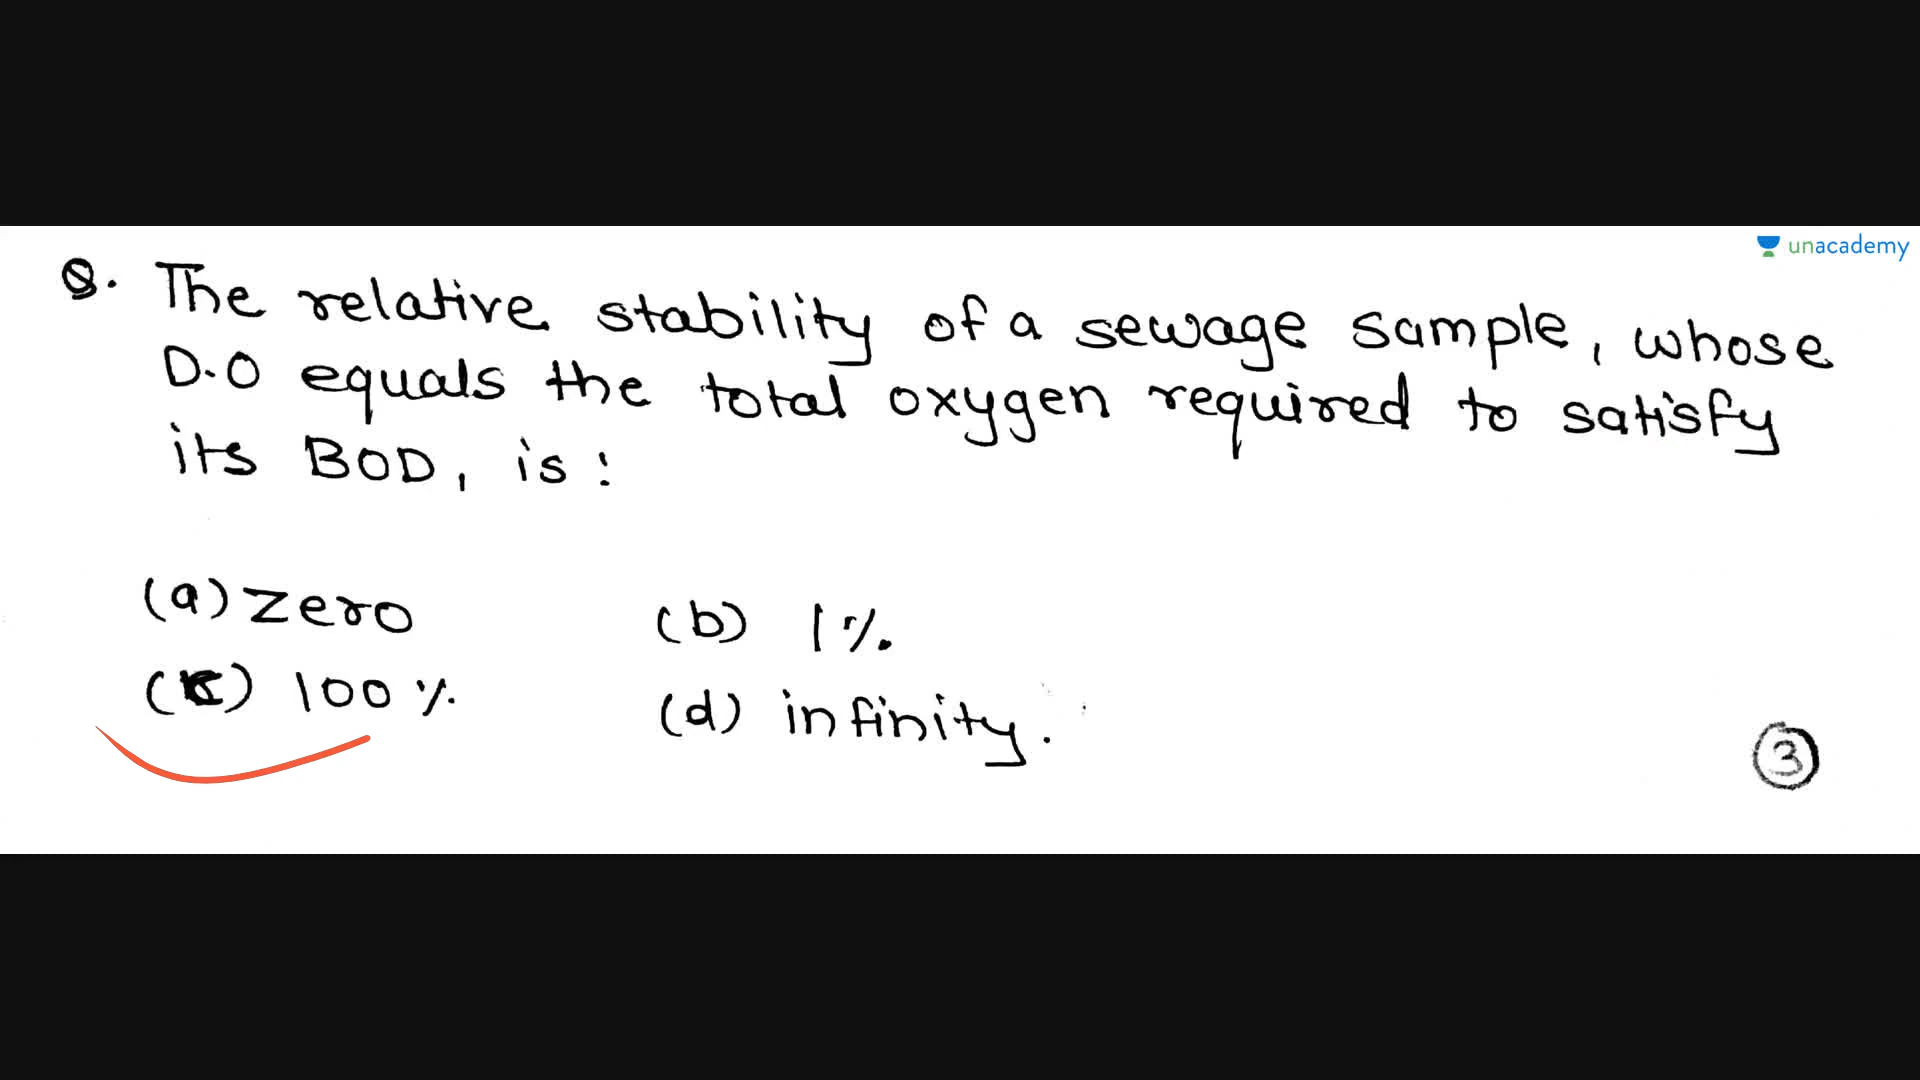 unacademy
Q. The relative stability of a sewage sample, whose
D.O equals the total oxygen required to satisfy
its BOD, is :
(a) Zero (b) 1 %.
(c) 100 %. (d) infinity.
3